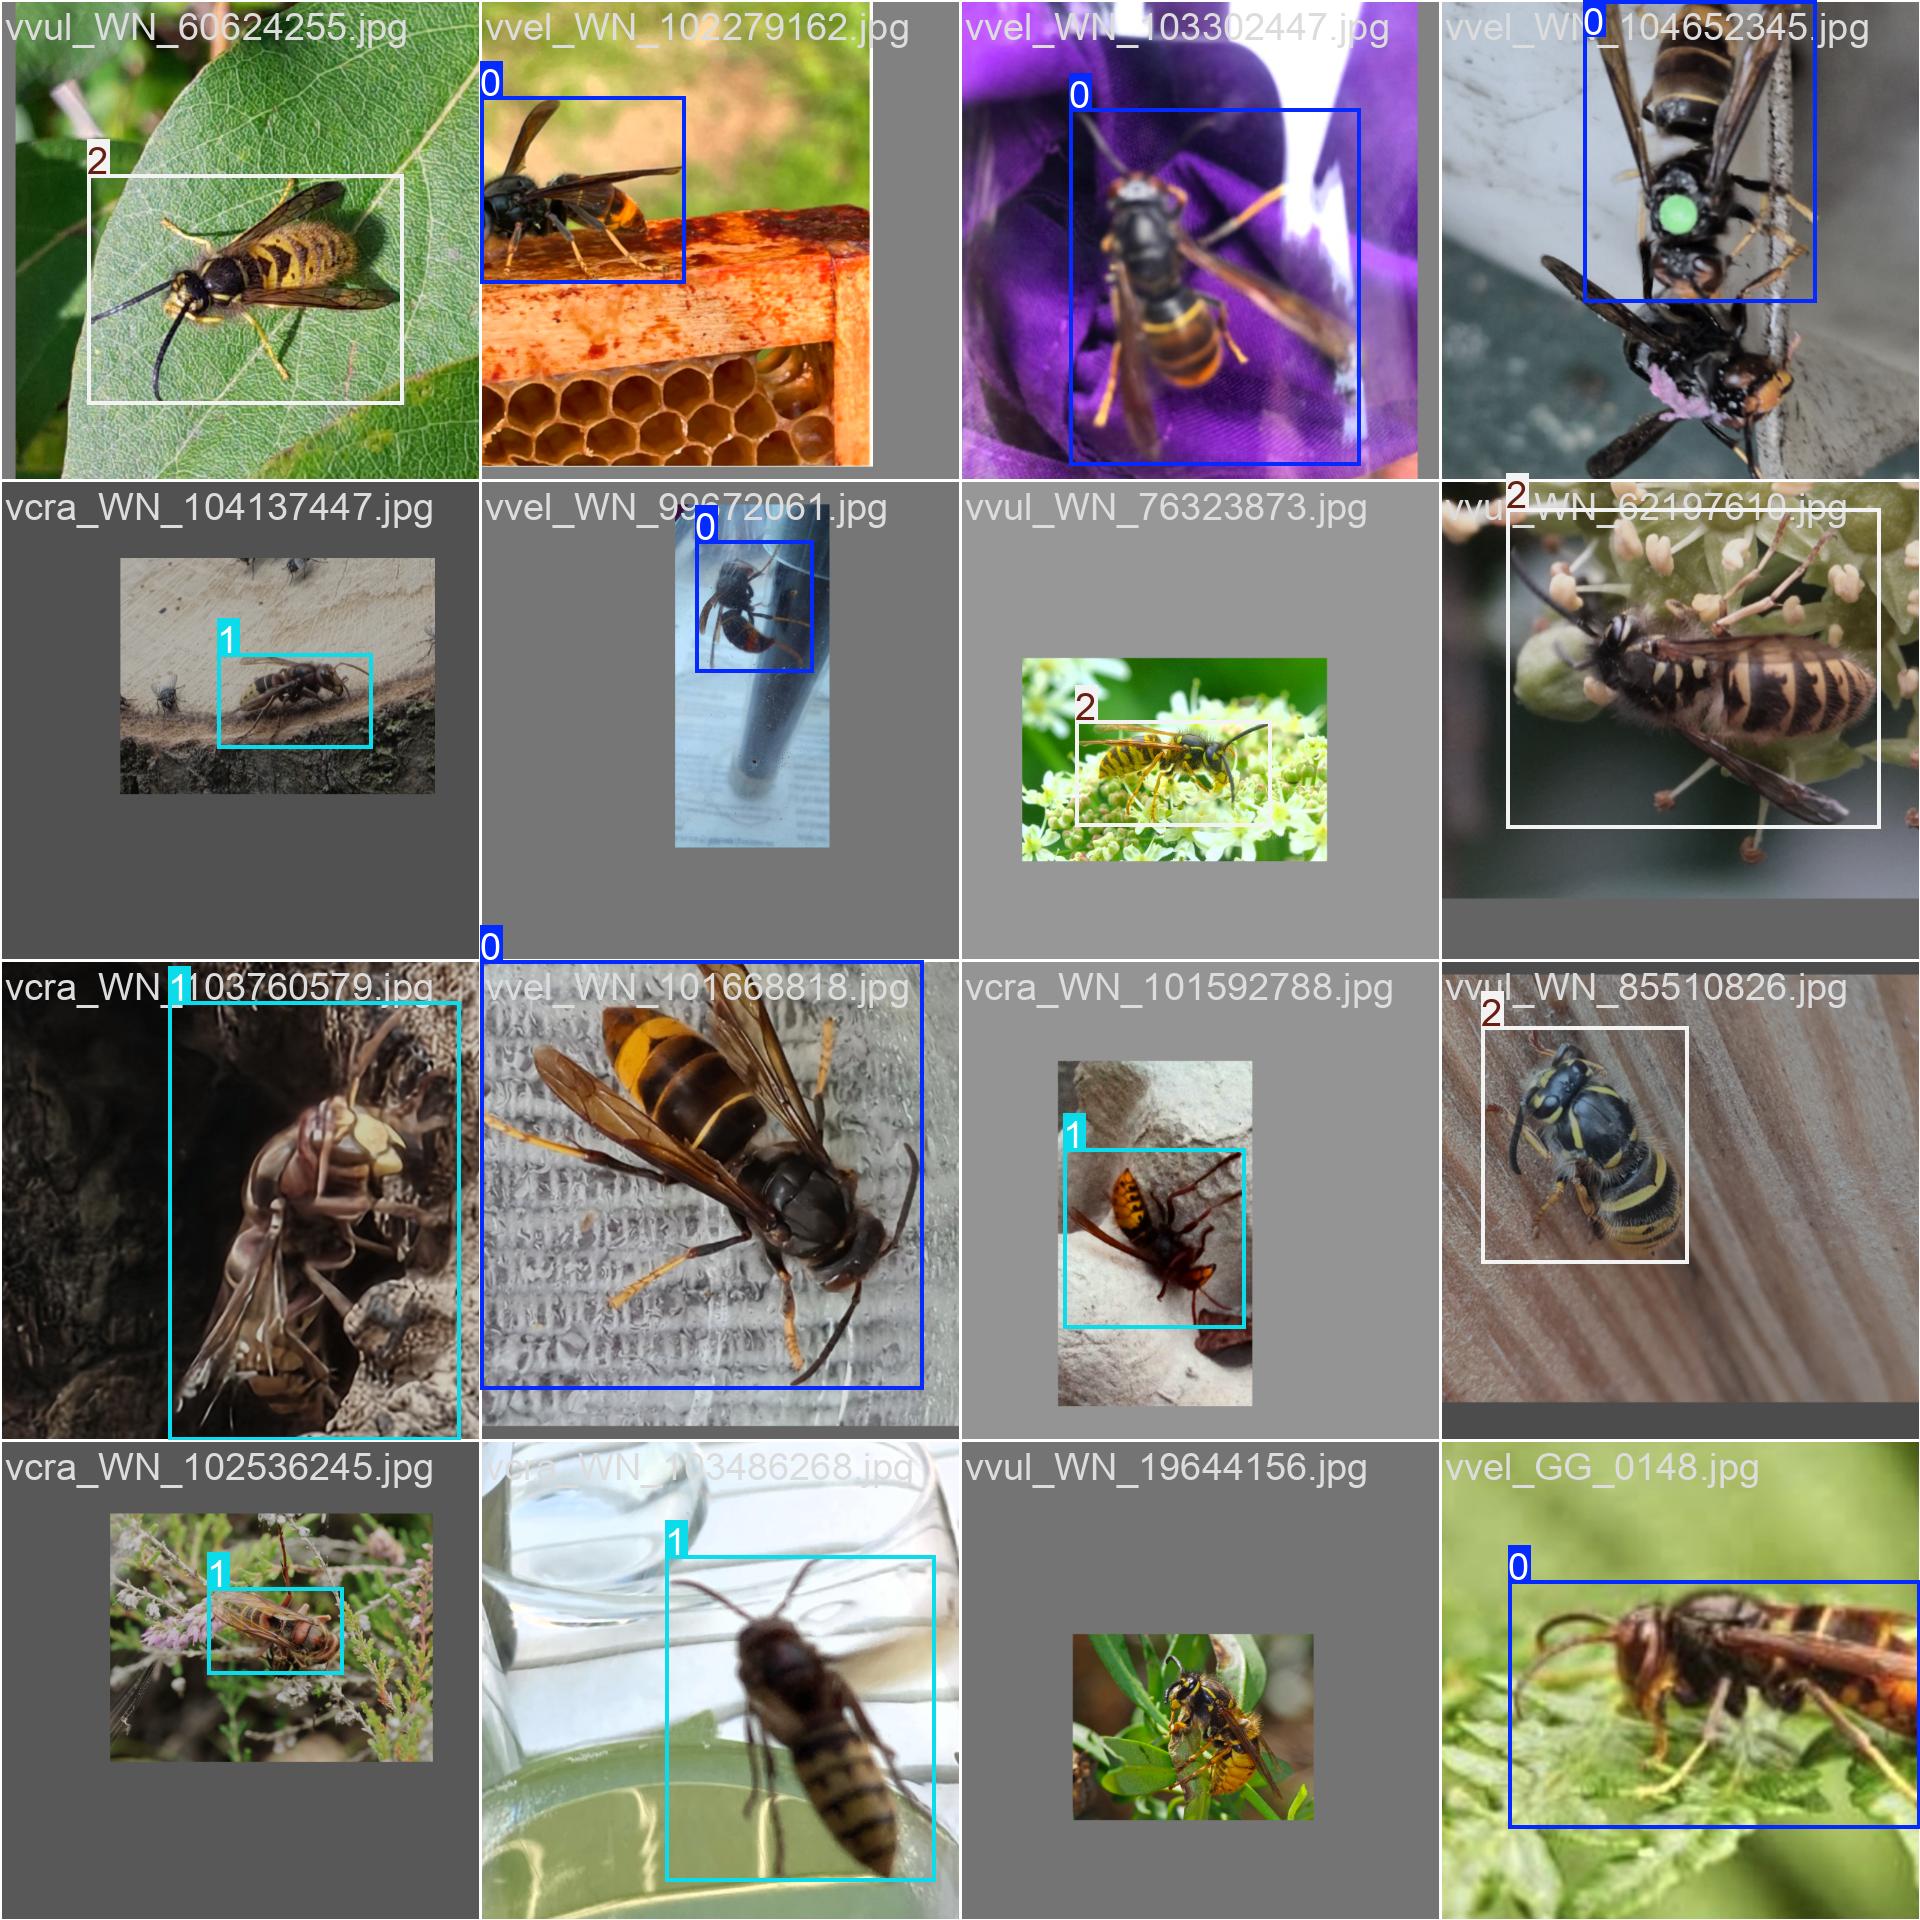 vvul_WN_60624255.jpg
vvel_WN_102279162.jpg
vvel_WN_103302447.jpg
vvel_WN_104652345.jpg
0
0
0
2
vcra_WN_104137447.jpg
vvel_WN_99672061.jpg
vvul_WN_76323873.jpg
vvul_WN_62197610.jpg
2
0
1
2
0
vcra_WN_103760579.jpg
vvel_WN_101668818.jpg
vcra_WN_101592788.jpg
vvul_WN_85510826.jpg
1
2
1
vcra_WN_102536245.jpg
vcra_WN_103486268.jpg
vvul_WN_19644156.jpg
vvel_GG_0148.jpg
1
0
1